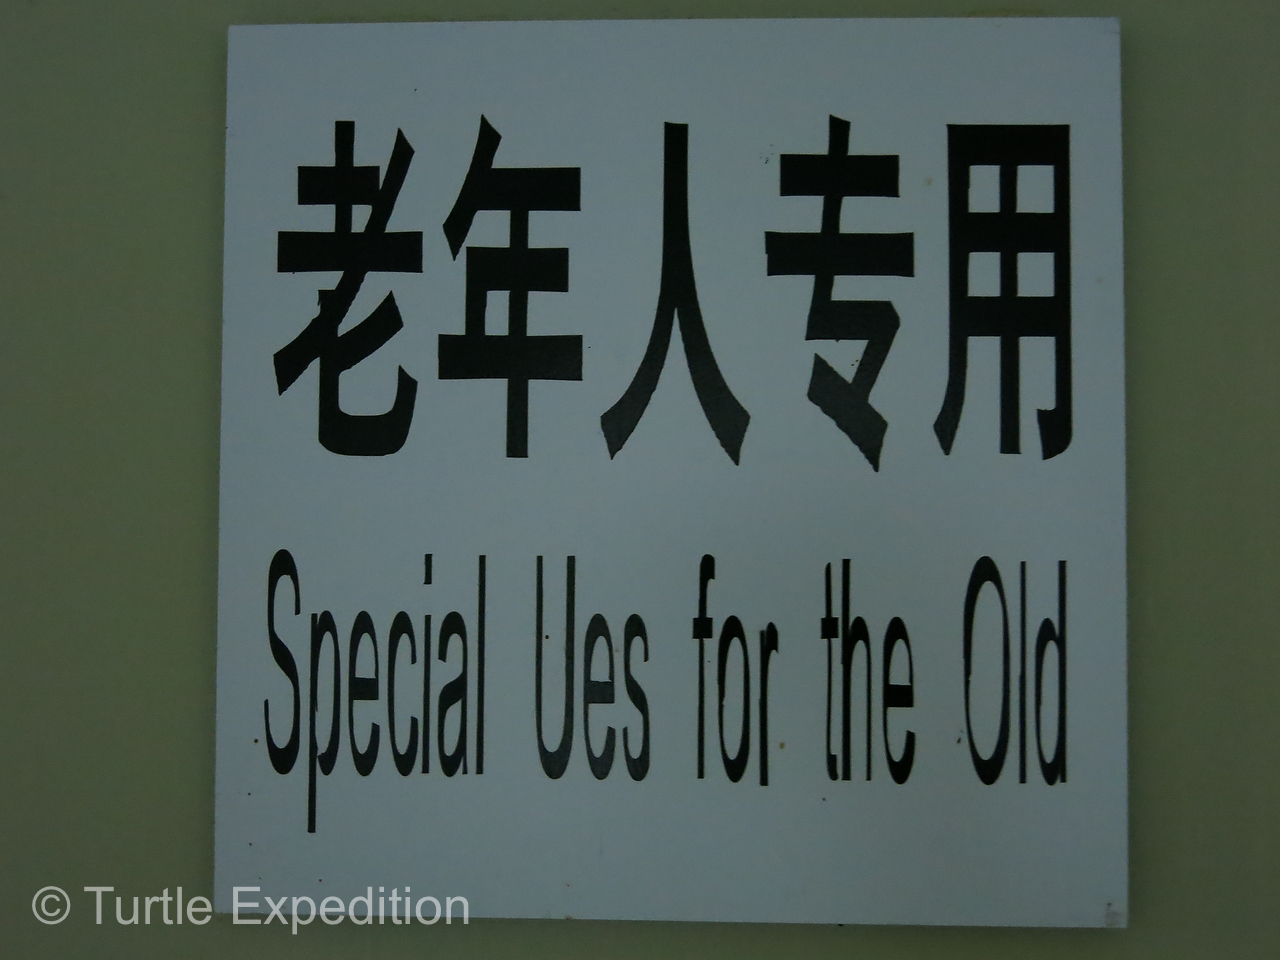 老年人专用
Special Ues for the Old
© Turtle Expedition